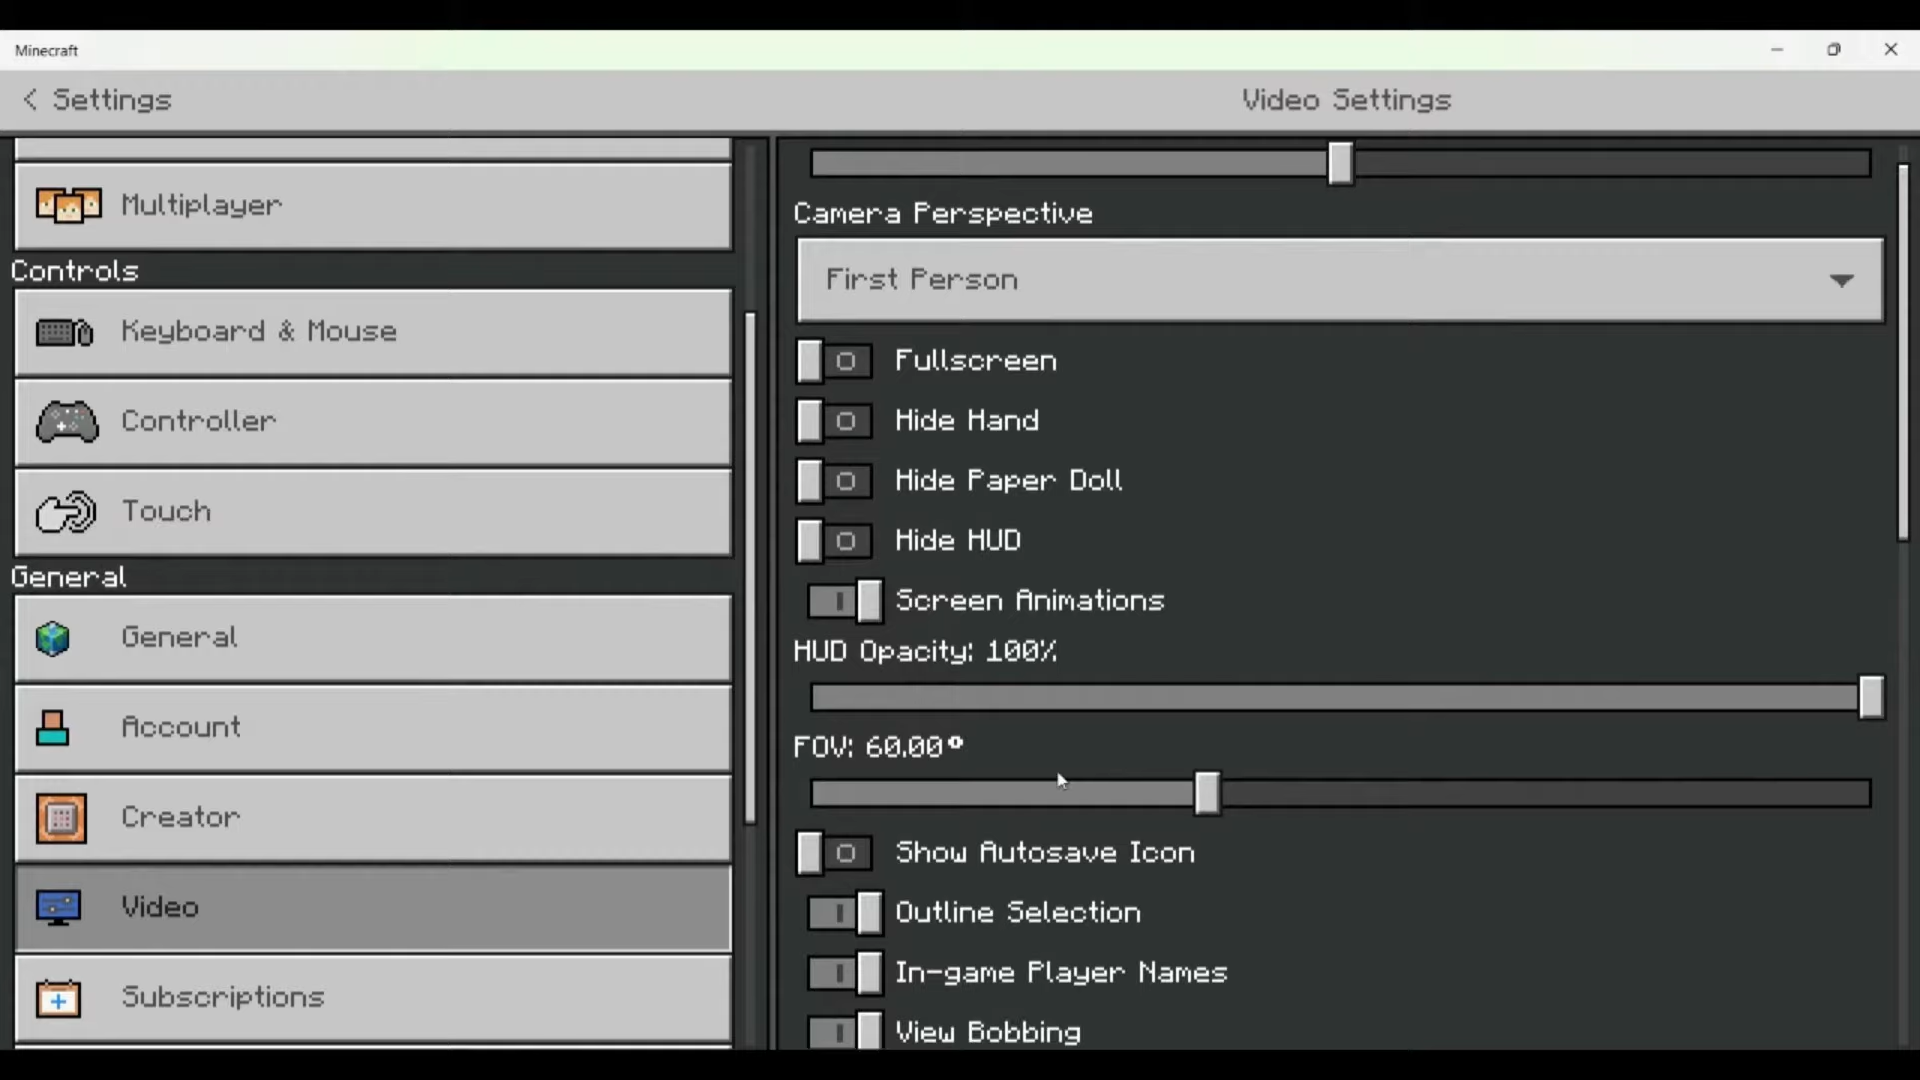 Minecraft
Settings
Video Settings
Multiplayer
Controls
Keyboard & Mouse
Controller
Touch
General
General
Account
Creator
Video
Subscriptions
Camera Perspective
First Person
Fullscreen
Hide Hand
Hide Paper Doll
Hide HUD
Screen Animations
HUD Opacity: 100%
FOV: 60.00°
Show Autosave Icon
Outline Selection
In-game Player Names
View Bobbing